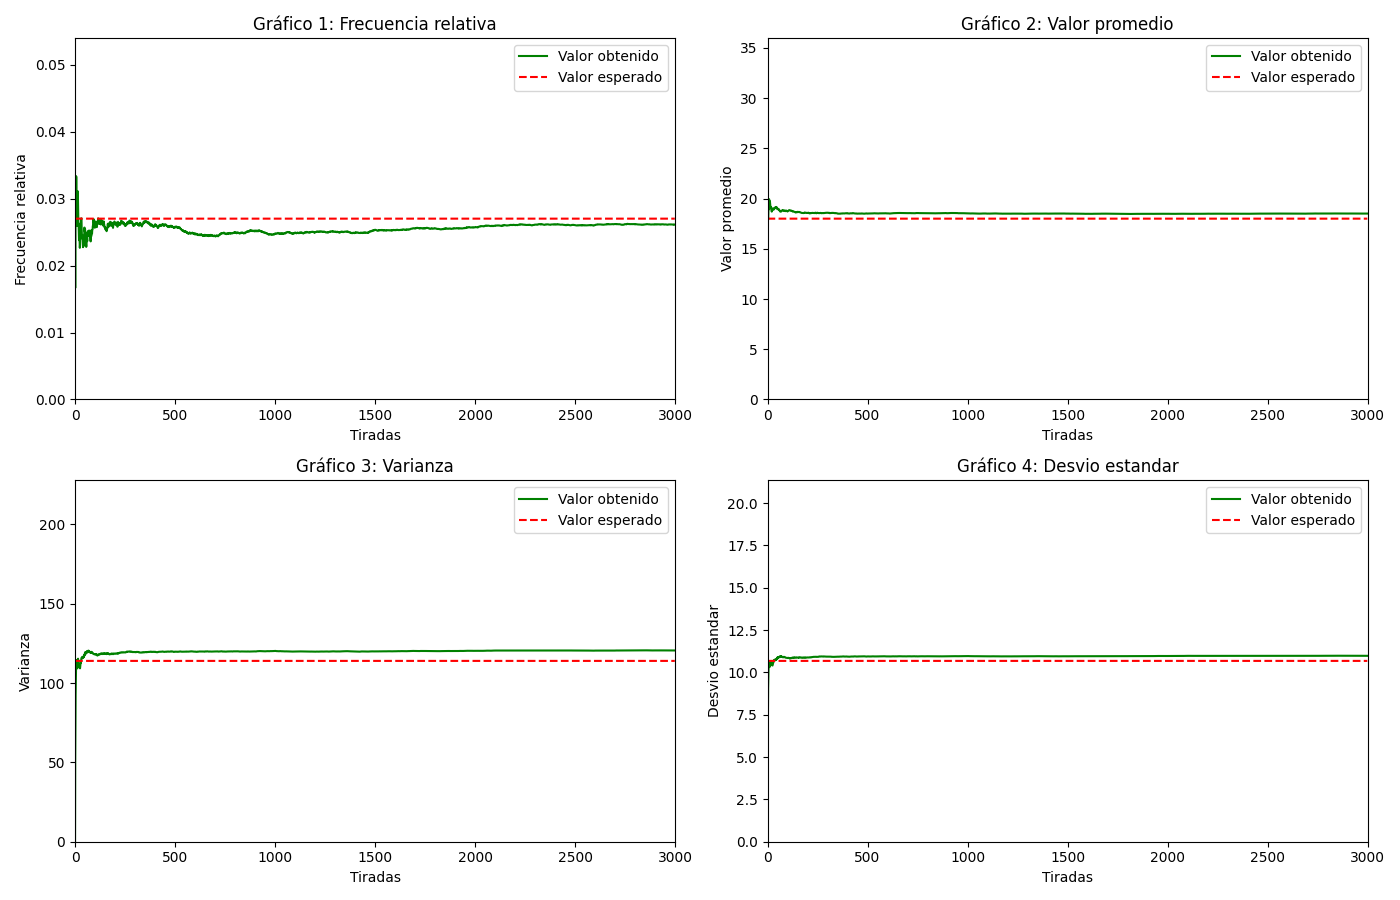 Gráfico 1: Frecuencia relativa
Valor obtenido
Valor esperado
0.05
0.04
0.03
0.02
0.01
0.00
Frecuencia relativa
0 500 1000 1500 2000 2500 3000
Tiradas
Gráfico 2: Valor promedio
Valor obtenido
Valor esperado
35
30
25
20
15
10
5
0
Valor promedio
0 500 1000 1500 2000 2500 3000
Tiradas
Gráfico 3: Varianza
Valor obtenido
Valor esperado
200
150
100
50
0
Varianza
0 500 1000 1500 2000 2500 3000
Tiradas
Gráfico 4: Desvio estandar
Valor obtenido
Valor esperado
20.0
17.5
15.0
12.5
10.0
7.5
5.0
2.5
0.0
Desvio estandar
0 500 1000 1500 2000 2500 3000
Tiradas